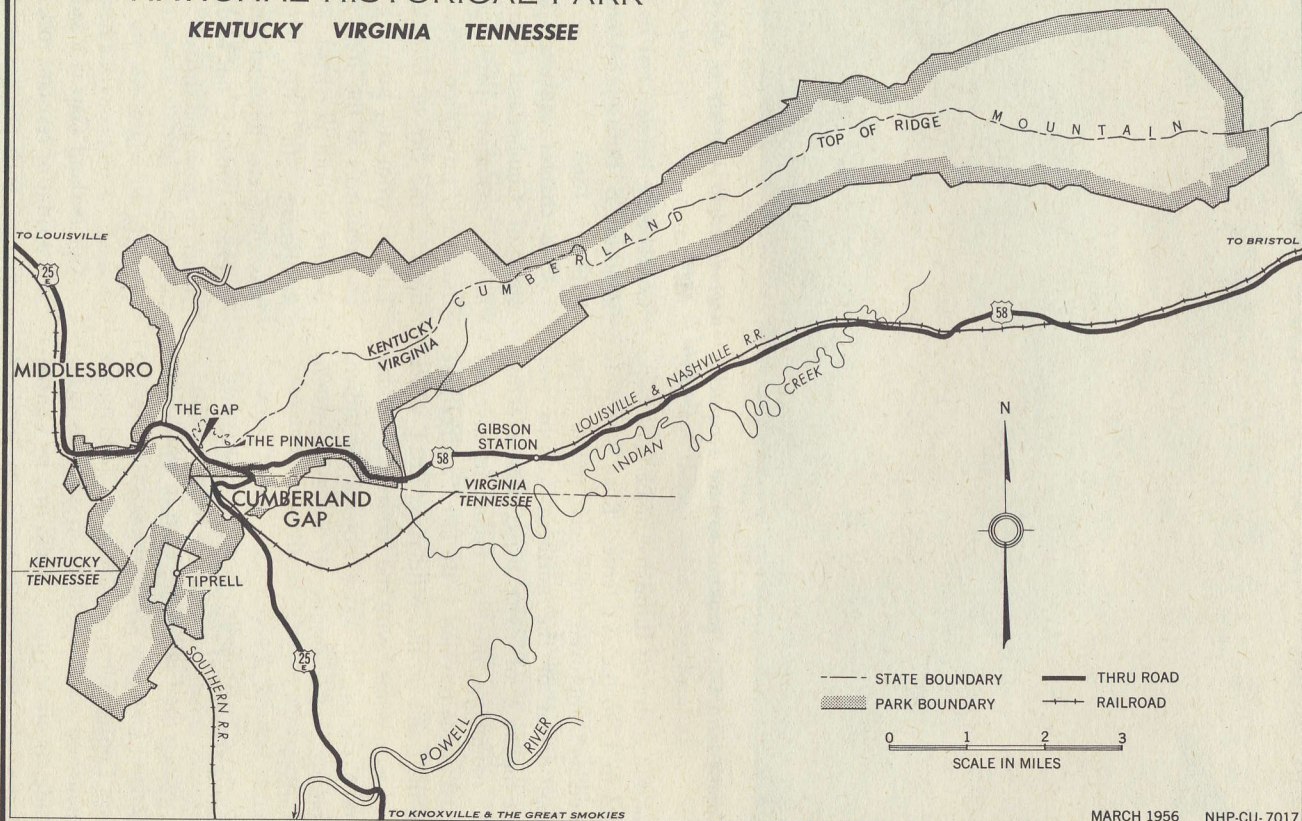 NATIONAL HISTORICAL PARK
KENTUCKY VIRGINIA TENNESSEE
TOP OF RIDGE
MOUNTAIN
CUMBERLAND
TO LOUISVILLE
25
E
TO BRISTOL
58
KENTUCKY
VIRGINIA
LOUISVILLE & NASHVILLE R.R.
MIDDLESBORO
CREEK
THE GAP
THE PINNACLE
GIBSON
STATION
INDIAN
58
N
VIRGINIA
TENNESSEE
CUMBERLAND
GAP
KENTUCKY
TENNESSEE
TIPRELL
25
E
SOUTHERN R.R.
STATE BOUNDARY
THRU ROAD
PARK BOUNDARY
RAILROAD
POWELL
RIVER
0 1 2 3
SCALE IN MILES
TO KNOXVILLE & THE GREAT SMOKIES
MARCH 1956 NHP-CU-7017